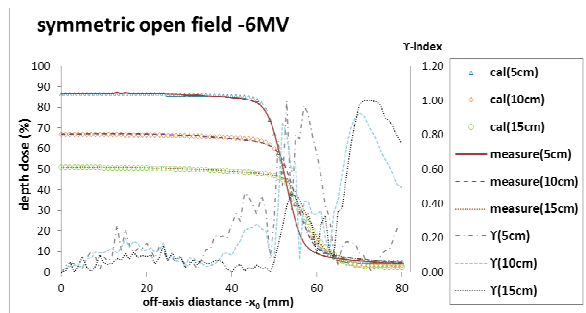 symmetric open field -6MV
ϒ-Index
100
90
80
70
60
50
40
30
20
10
0
depth dose (%)
1.20
1.00
0.80
0.60
0.40
0.20
0.00
0 20 40 60 80
off-axis diastance -x₀ (mm)
cal(5cm)
cal(10cm)
cal(15cm)
measure(5cm)
measure(10cm)
measure(15cm)
ϒ(5cm)
ϒ(10cm)
ϒ(15cm)